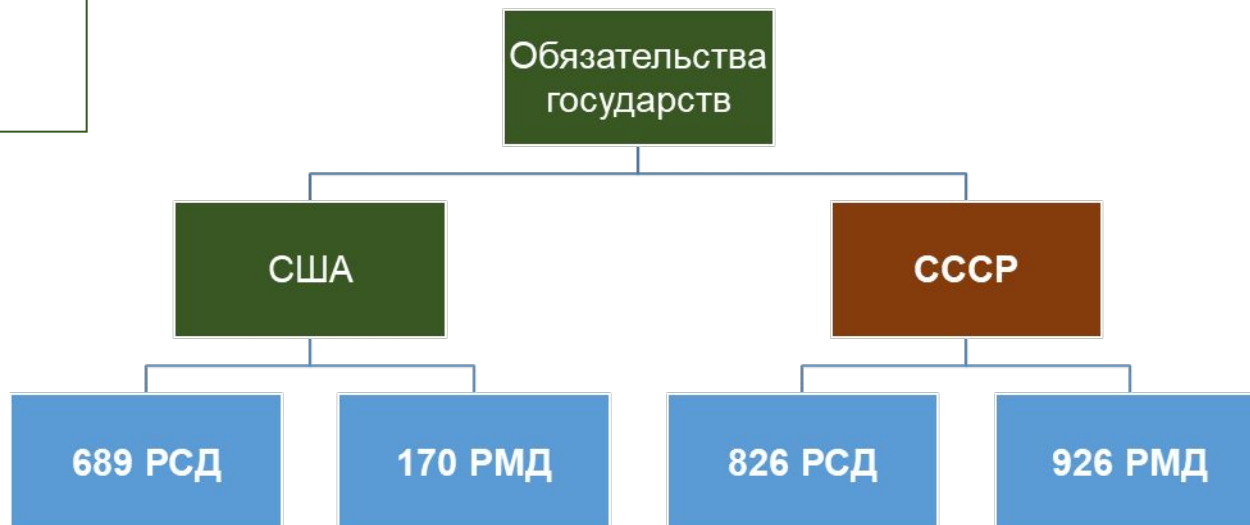 Обязательства
государств
США
СССР
689 РСД
170 РМД
826 РСД
926 РМД